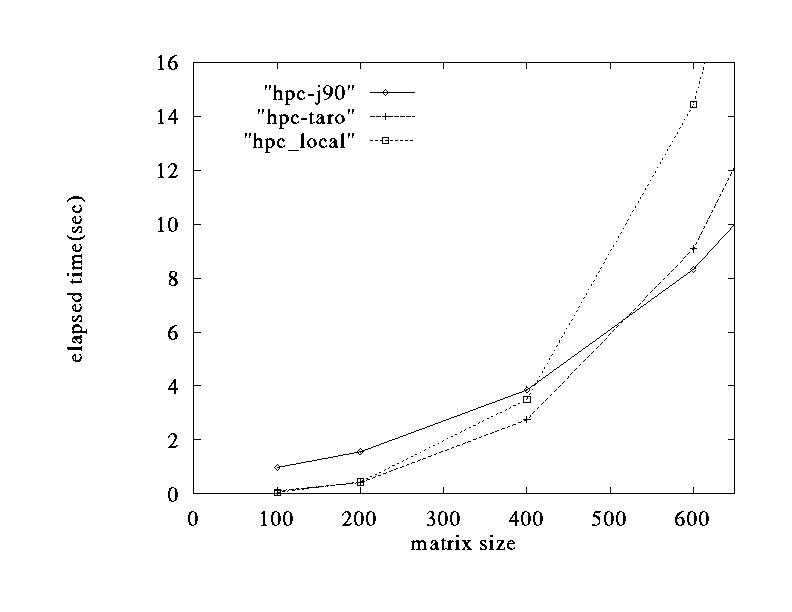 16
14
12
10
8
6
4
2
0
elapsed time(sec)
"hpc-j90"
"hpc-taro"
"hpc_local"
0 100 200 300 400 500 600
matrix size